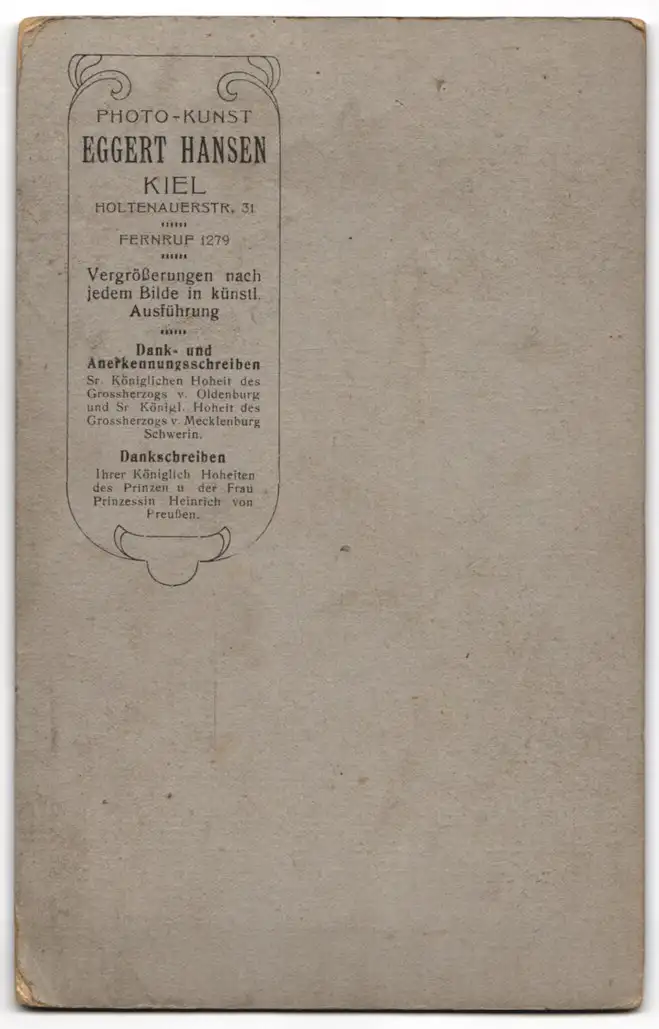 PHOTO-KUNST
EGGERT HANSEN
KIEL
HOLTENAUERSTR. 31
FERNRUF 1279
Vergrößerungen nach
jedem Bilde in künstl.
Ausführung
Dank- und
Anerkennungsschreiben
Sr. Königlichen Hoheit des
Grossherzogs v. Oldenburg
und Sr Königl. Hoheit des
Grossherzogs v. Mecklenburg
Schwerin.
Dankschreiben
Ihrer Königlich Hoheiten
des Prinzen u der Frau
Prinzessin Heinrich von
Preußen.